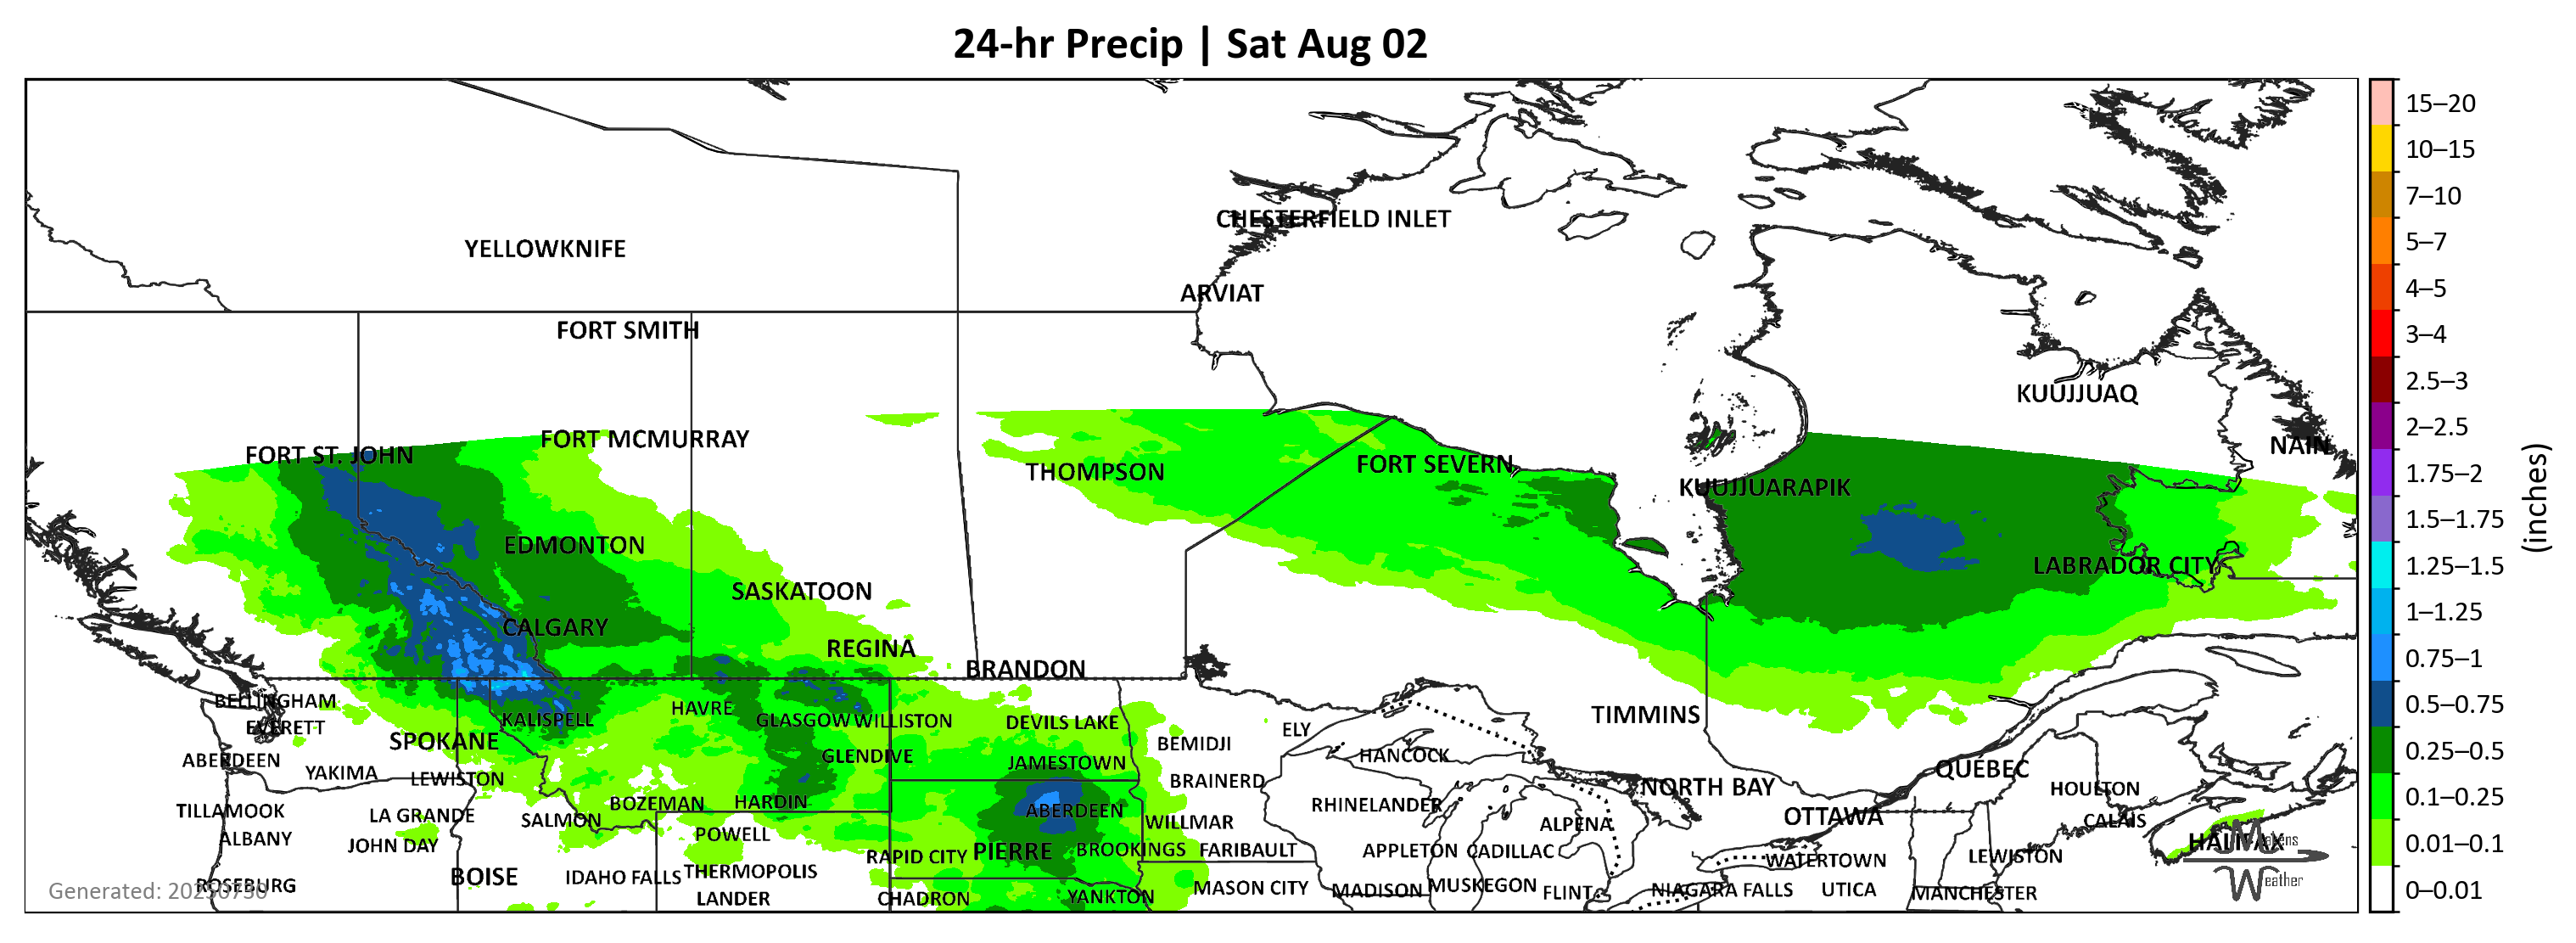 24-hr Precip | Sat Aug 02
CHESTERFIELD INLET
YELLOWKNIFE
ARVIAT
FORT SMITH
KUUJJUAQ
FORT MCMURRAY
NAIN
FORT ST. JOHN
FORT SEVERN
THOMPSON
KUUJJUARAPIK
EDMONTON
LABRADOR CITY
SASKATOON
CALGARY
REGINA
BRANDON
BELLINGHAM
HAVRE
TIMMINS
KALISPELL
GLASGOW WILLISTON
DEVILS LAKE
EVERETT
ELY
SPOKANE
BEMIDJI
HANCOCK
GLENDIVE
ABERDEEN
JAMESTOWN
QUÉBEC
YAKIMA
LEWISTON
BRAINERD
NORTH BAY
HOULTON
BOZEMAN
HARDIN
RHINELANDER
TILLAMOOK
LA GRANDE
SALMON
ABERDEEN
OTTAWA
CALAIS
WILLMAR
ALPENA
ALBANY
JOHN DAY
POWELL
HALIFAX
RAPID CITY
PIERRE
BROOKINGS
FARIBAULT
APPLETON
CADILLAC
WATERTOWN
LEWISTON
BOISE
IDAHO FALLS
THERMOPOLIS
ROSEBURG
MASON CITY
MADISON
MUSKEGON
FLINT
NIAGARA FALLS
UTICA
MANCHESTER
LANDER
CHADRON
YANKTON
Generated: 20250730
Weather
15–20
10–15
7–10
5–7
4–5
3–4
2.5–3
2–2.5
1.75–2
1.5–1.75
1.25–1.5
1–1.25
0.75–1
0.5–0.75
0.25–0.5
0.1–0.25
0.01–0.1
0–0.01
(inches)